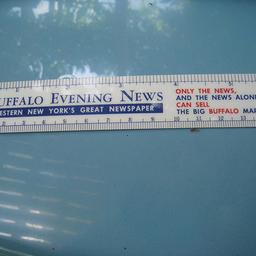 UFFALO EVENING NEWS
ESTERN NEW YORK'S GREAT NEWSPAPER
ONLY THE NEWS,
AND THE NEWS ALON
CAN SELL
THE BIG BUFFALO MAR